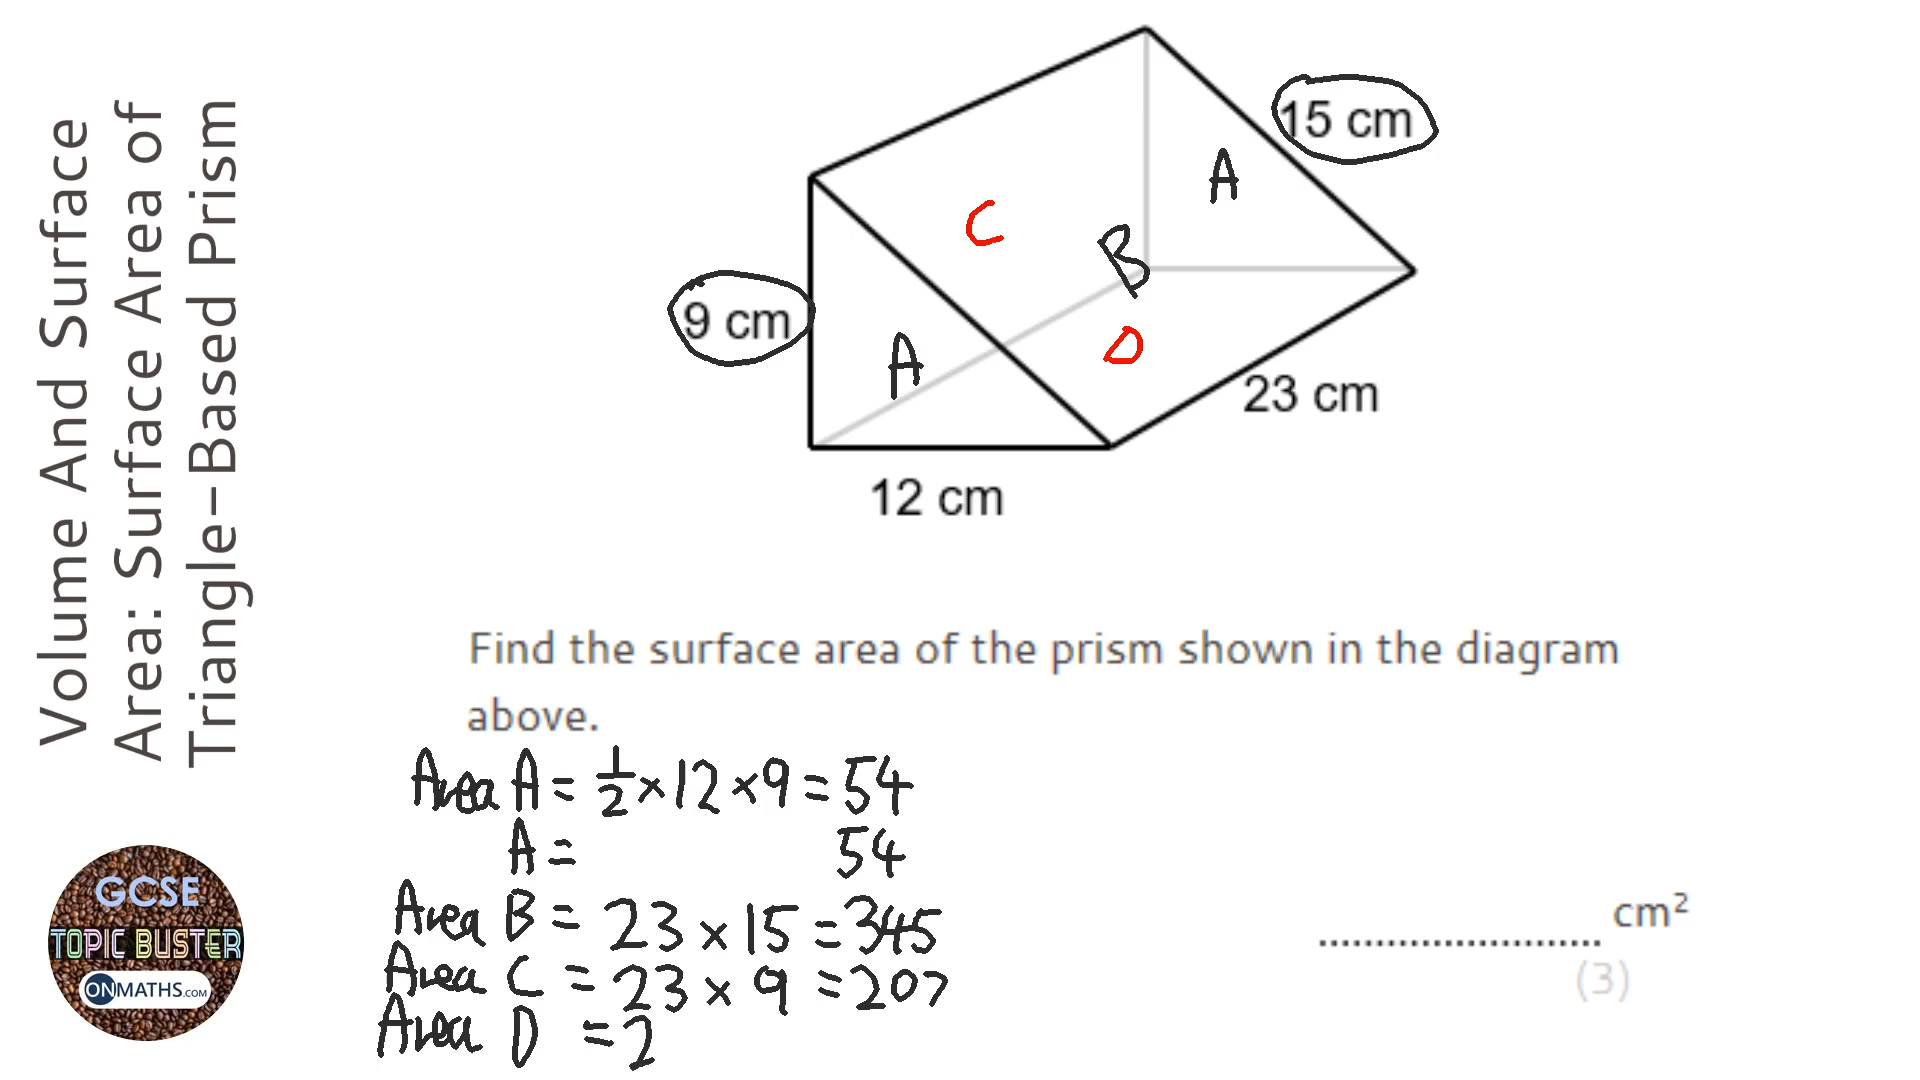 Volume And Surface
Area: Surface Area of
Triangle-Based Prism
15 cm
A
C
B
9 cm
A
D
23 cm
12 cm
Find the surface area of the prism shown in the diagram
above.
Area A = 1/2 × 12 × 9 = 54
A = 54
Area B = 23 × 15 = 345
Area C = 23 × 9 = 207
Area D = 2
........................... cm²
(3)
GCSE
TOPIC BUSTER
ONMATHS.COM